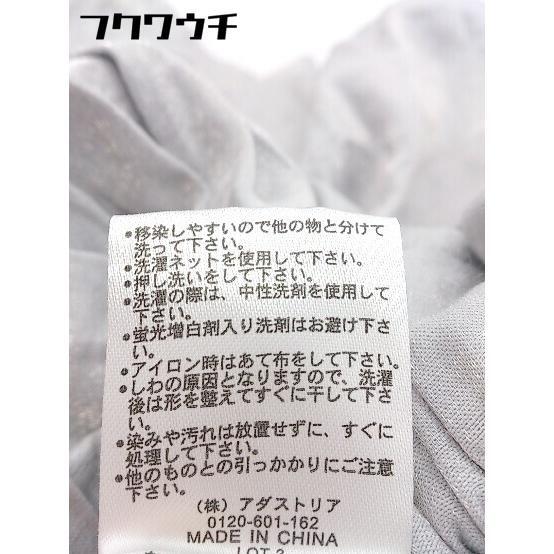 フクワウチ
•移染しやすいので他の物と分けて
洗って下さい。
•洗濯ネットを使用して下さい。
•押し洗いをして下さい。
•洗濯の際は、中性洗剤を使用して
下さい。
•蛍光増白剤入り洗剤はお避け下さ
い。
•アイロン時はあて布をして下さい。
•しわの原因となりますので、洗濯
後は形を整えてすぐに干して下さ
い。
•染みや汚れは放置せずに、すぐに
処理して下さい。
•他のものとの引っかかりにご注意
下さい。
(株) アダストリア
0120-601-162
MADE IN CHINA
LOT 2